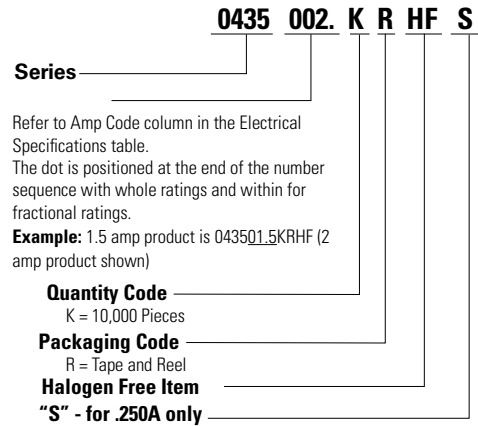 0435 002. K R HF S
Series
Refer to Amp Code column in the Electrical
Specifications table.
The dot is positioned at the end of the number
sequence with whole ratings and within for
fractional ratings.
Example: 1.5 amp product is 043501.5KRHF (2
amp product shown)
Quantity Code
K = 10,000 Pieces
Packaging Code
R = Tape and Reel
Halogen Free Item
“S” - for .250A only